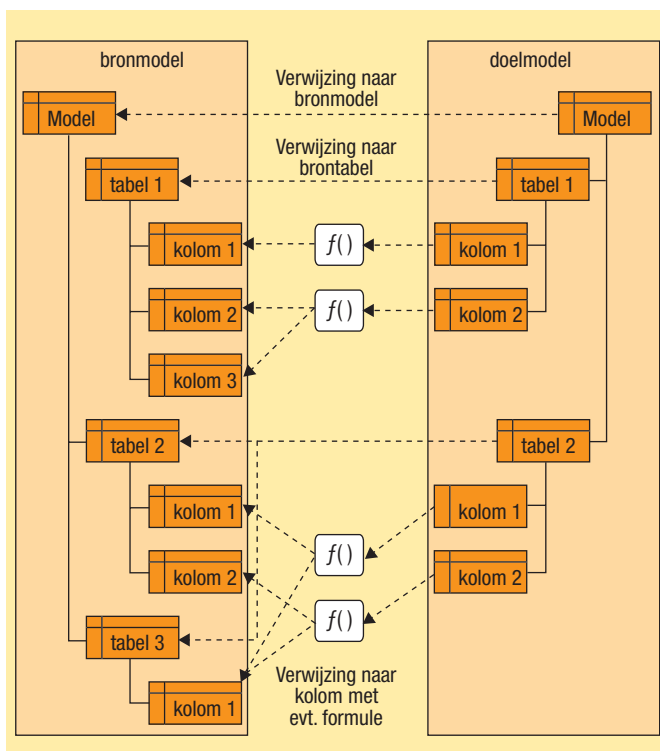 bronmodel
doelmodel
Verwijzing naar
bronmodel
Model
Model
Verwijzing naar
brontabel
tabel 1
tabel 1
kolom 1
f()
kolom 1
kolom 2
f()
kolom 2
kolom 3
tabel 2
tabel 2
kolom 1
kolom 1
f()
kolom 2
kolom 2
f()
tabel 3
kolom 1
Verwijzing naar
kolom met
evt. formule